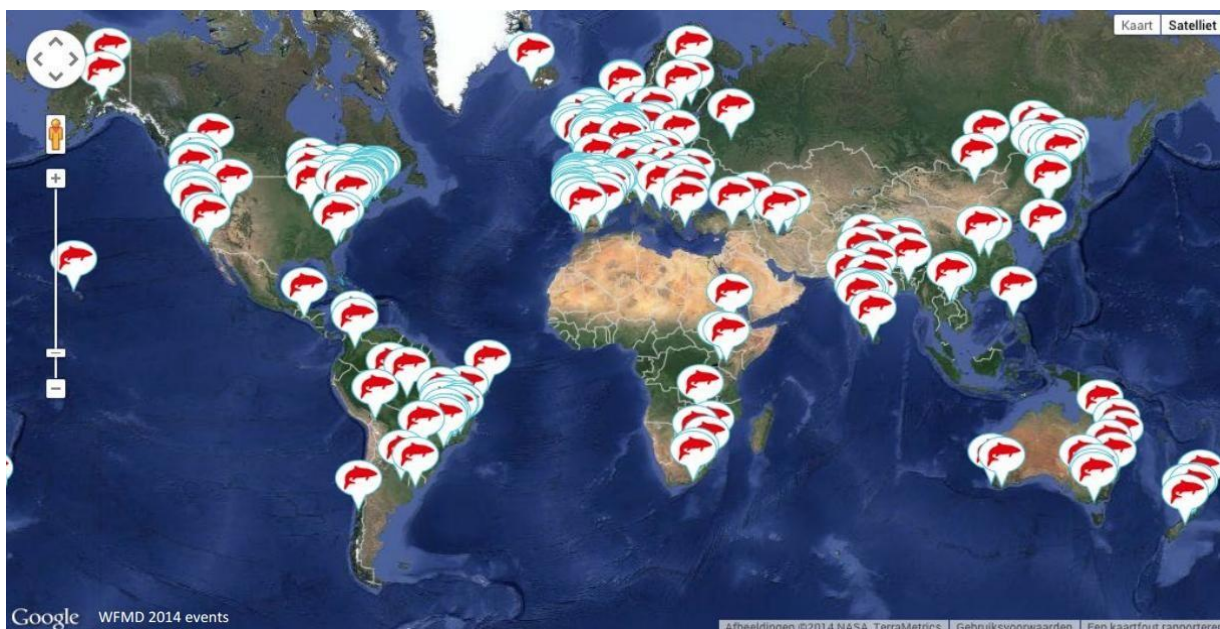 Kaart Satelliet
Google WFMD 2014 events
Afbeeldingen ©2014 NASA, TerraMetrics Gebruiksvoorwaarden Een kaartfout rapporteren